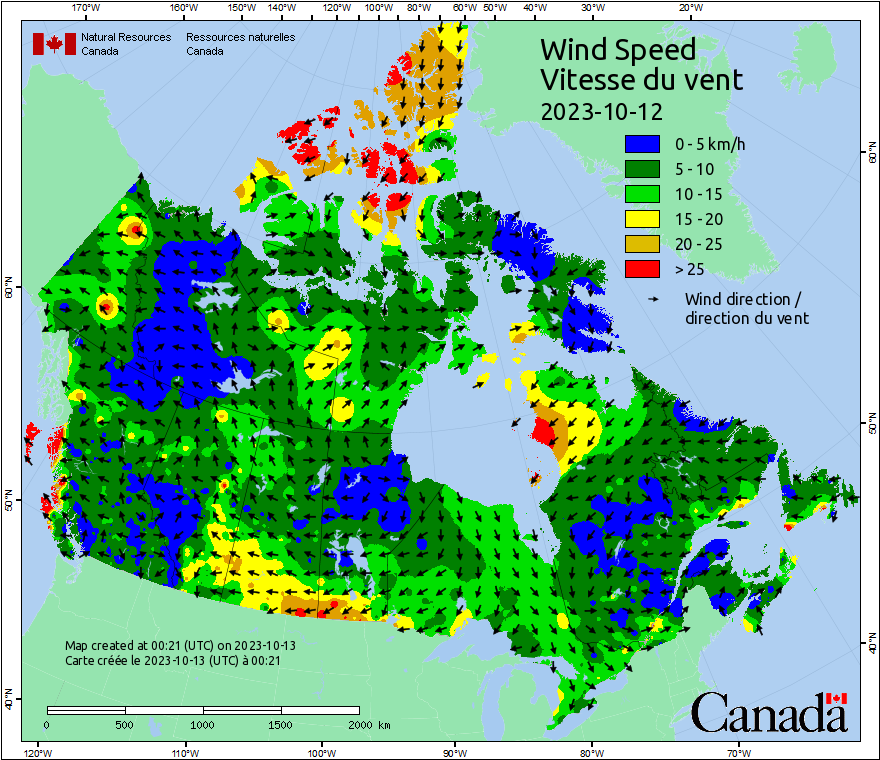 170°W 160°W 150°W 140°W 130°W 120°W 110°W 100°W 90°W 80°W 70°W 60°W 50°W 40°W 30°W 20°W
Natural Resources Canada
Ressources naturelles Canada
Wind Speed
Vitesse du vent
2023-10-12
0 - 5 km/h
5 - 10
10 - 15
15 - 20
20 - 25
> 25
Wind direction /
direction du vent
60°N
60°N
50°N
50°N
40°N
40°N
Map created at 00:21 (UTC) on 2023-10-13
Carte créée le 2023-10-13 (UTC) à 00:21
0 500 1000 1500 2000 km
Canada
120°W 110°W 100°W 90°W 80°W 70°W